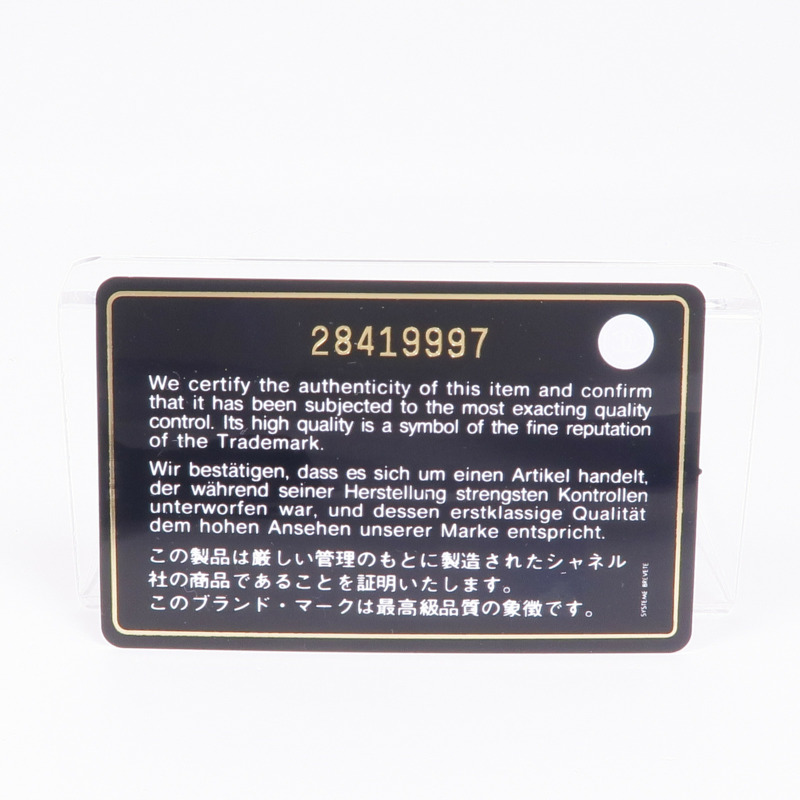 28419997
We certify the authenticity of this item and confirm
that it has been subjected to the most exacting quality
control. Its high quality is a symbol of the fine reputation
of the Trademark.
Wir bestätigen, dass es sich um einen Artikel handelt,
der während seiner Herstellung strengsten Kontrollen
unterworfen war, und dessen erstklassige Qualität
dem hohen Ansehen unserer Marke entspricht.
この製品は厳しい管理のもとに製造されたシャネル
社の商品であることを証明いたします。
このブランド・マークは最高級品質の象徴です。
SYSTEME BREVETE